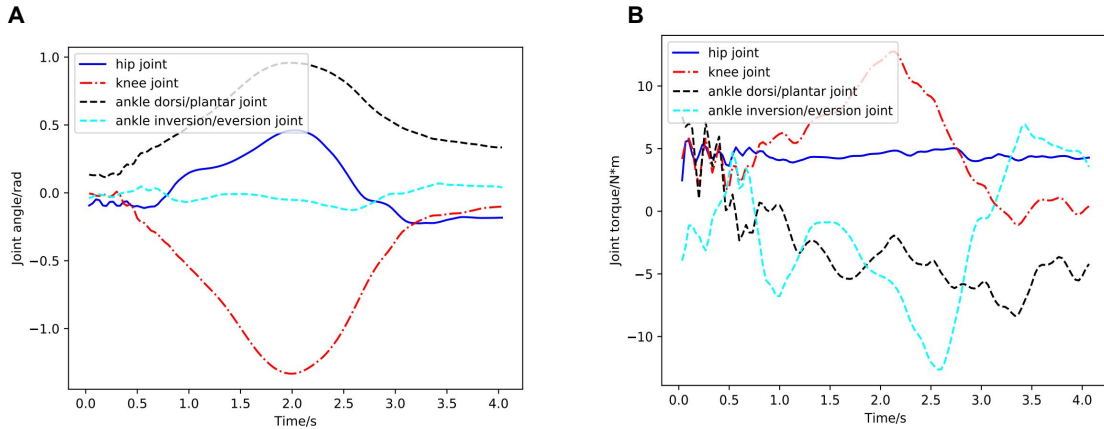 A
B
1.0
0.5
0.0
−0.5
−1.0
Joint angle/rad
hip joint
knee joint
ankle dorsi/plantar joint
ankle inversion/eversion joint
0.0 0.5 1.0 1.5 2.0 2.5 3.0 3.5 4.0
Time/s
10
5
0
−5
−10
Joint torque/N*m
hip joint
knee joint
ankle dorsi/plantar joint
ankle inversion/eversion joint
0.0 0.5 1.0 1.5 2.0 2.5 3.0 3.5 4.0
Time/s